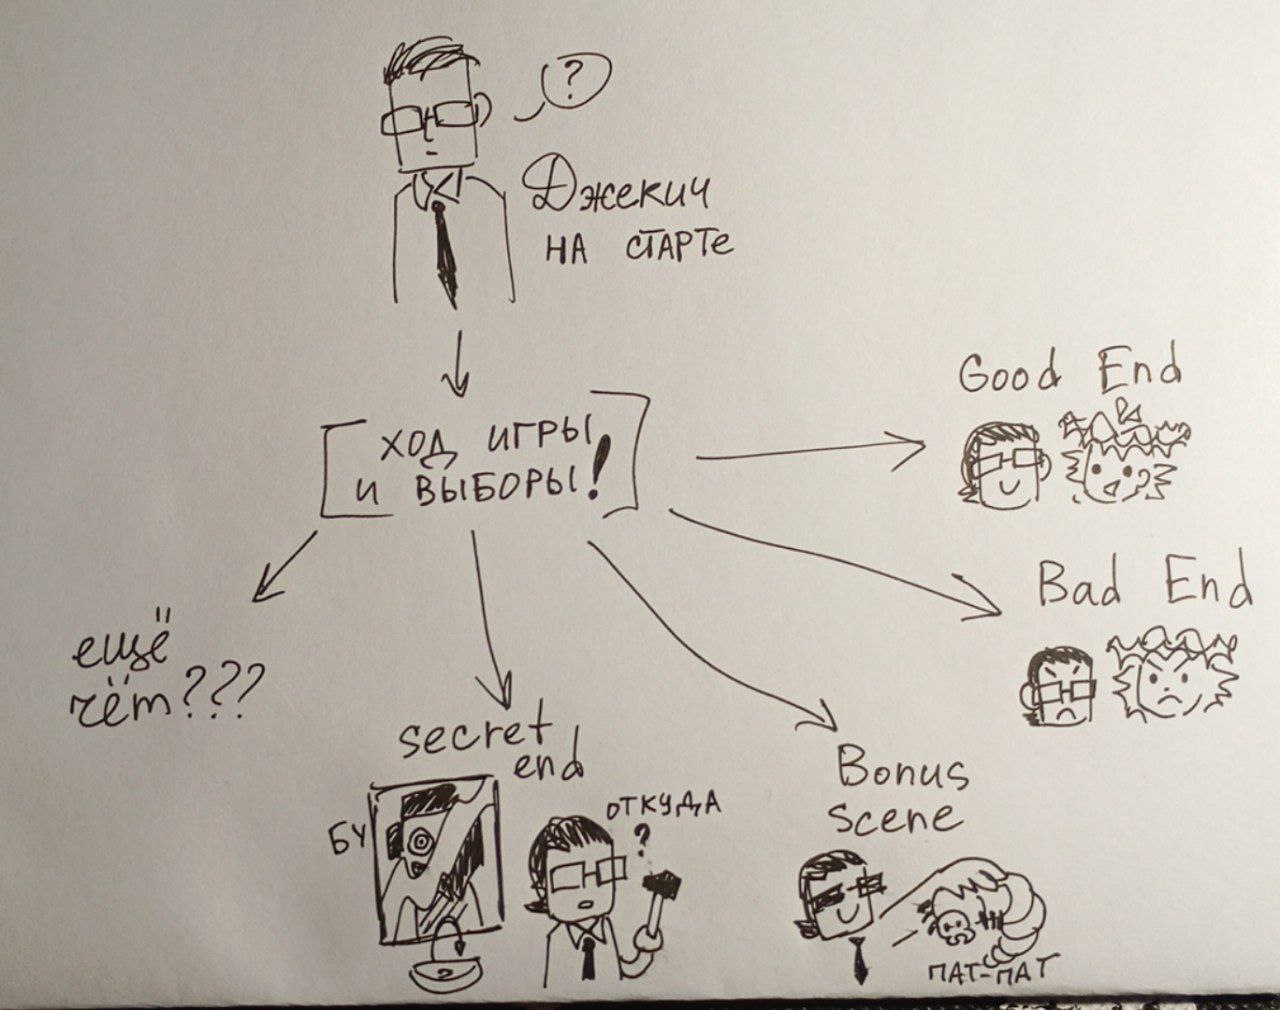 ?
Джекич
на старте
ход игры
и выборы!
Good End
Bad End
ещё
чёт???
secret
end
Бу
откуда
?
Bonus
scene
пат-пат